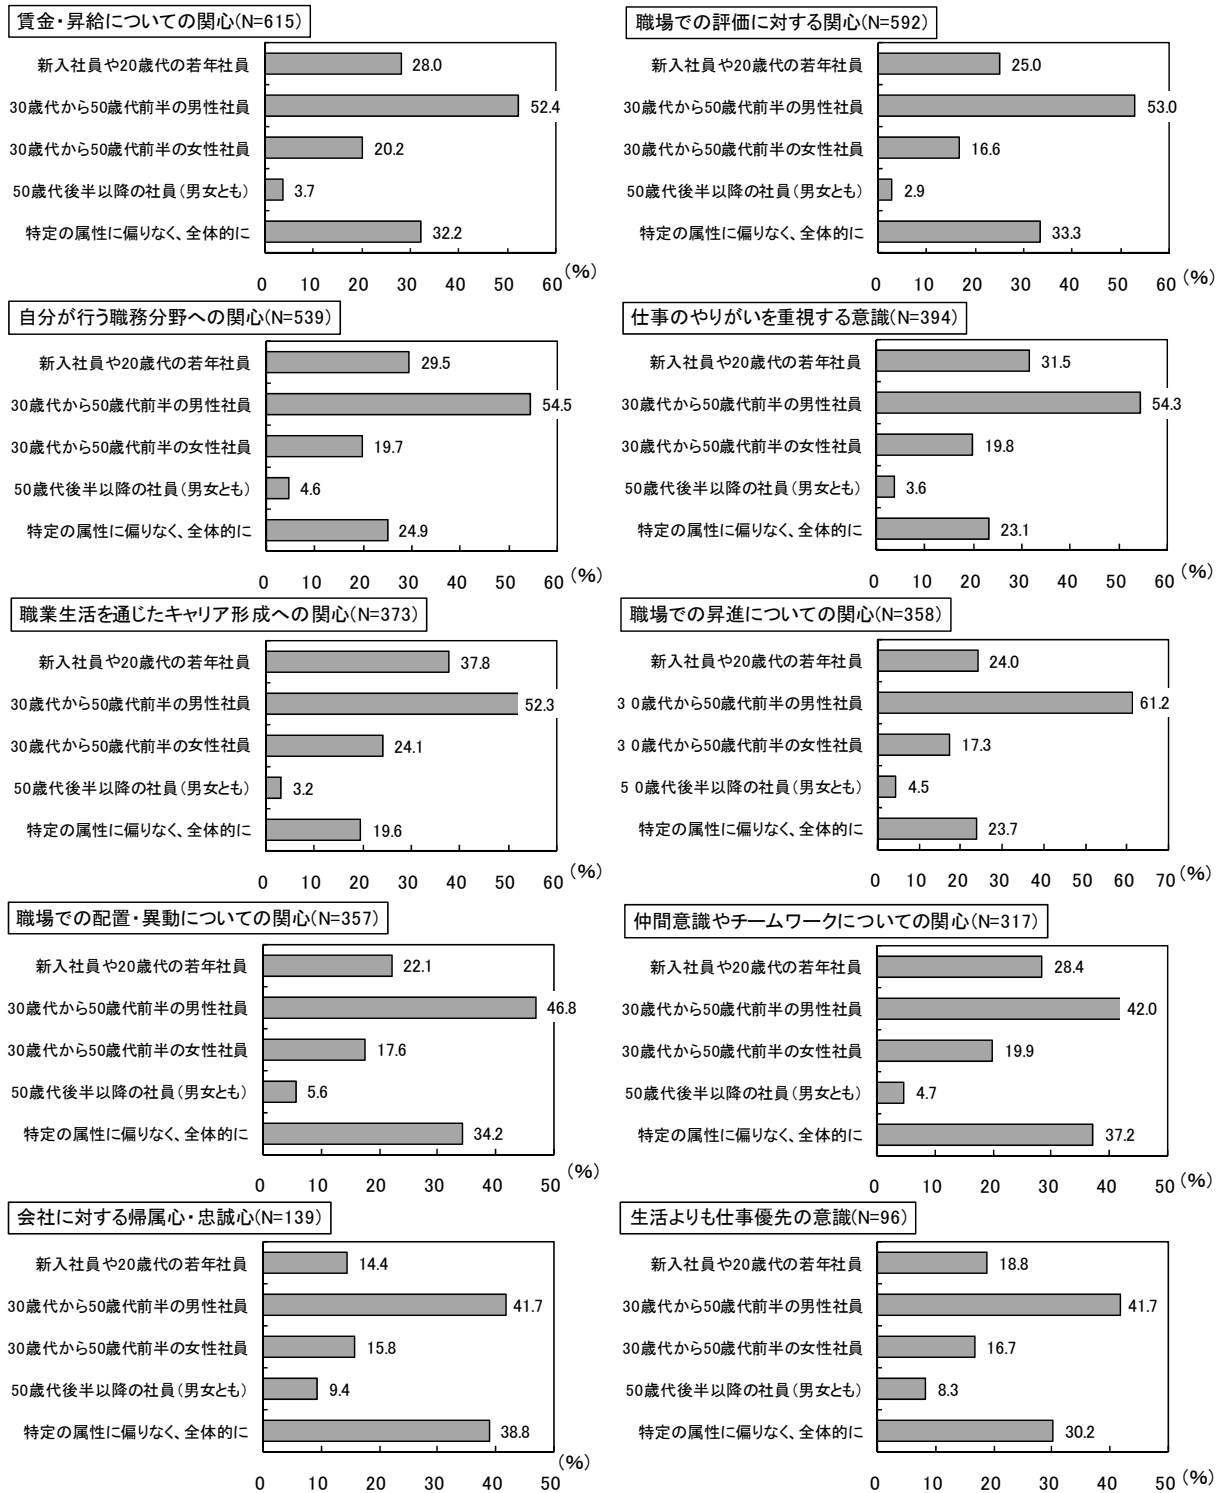 賃金・昇給についての関心(N=615)
新入社員や20歳代の若年社員 28.0
30歳代から50歳代前半の男性社員 52.4
30歳代から50歳代前半の女性社員 20.2
50歳代後半以降の社員(男女とも) 3.7
特定の属性に偏りなく、全体的に 32.2
0 10 20 30 40 50 60 (%)
職場での評価に対する関心(N=592)
新入社員や20歳代の若年社員 25.0
30歳代から50歳代前半の男性社員 53.0
30歳代から50歳代前半の女性社員 16.6
50歳代後半以降の社員(男女とも) 2.9
特定の属性に偏りなく、全体的に 33.3
0 10 20 30 40 50 60 (%)
自分が行う職務分野への関心(N=539)
新入社員や20歳代の若年社員 29.5
30歳代から50歳代前半の男性社員 54.5
30歳代から50歳代前半の女性社員 19.7
50歳代後半以降の社員(男女とも) 4.6
特定の属性に偏りなく、全体的に 24.9
0 10 20 30 40 50 60 (%)
仕事のやりがいを重視する意識(N=394)
新入社員や20歳代の若年社員 31.5
30歳代から50歳代前半の男性社員 54.3
30歳代から50歳代前半の女性社員 19.8
50歳代後半以降の社員(男女とも) 3.6
特定の属性に偏りなく、全体的に 23.1
0 10 20 30 40 50 60 (%)
職業生活を通じたキャリア形成への関心(N=373)
新入社員や20歳代の若年社員 37.8
30歳代から50歳代前半の男性社員 52.3
30歳代から50歳代前半の女性社員 24.1
50歳代後半以降の社員(男女とも) 3.2
特定の属性に偏りなく、全体的に 19.6
0 10 20 30 40 50 60 (%)
職場での昇進についての関心(N=358)
新入社員や20歳代の若年社員 24.0
３０歳代から50歳代前半の男性社員 61.2
３０歳代から50歳代前半の女性社員 17.3
５０歳代後半以降の社員(男女とも) 4.5
特定の属性に偏りなく、全体的に 23.7
0 10 20 30 40 50 60 70 (%)
職場での配置・異動についての関心(N=357)
新入社員や20歳代の若年社員 22.1
30歳代から50歳代前半の男性社員 46.8
30歳代から50歳代前半の女性社員 17.6
50歳代後半以降の社員(男女とも) 5.6
特定の属性に偏りなく、全体的に 34.2
0 10 20 30 40 50 (%)
仲間意識やチームワークについての関心(N=317)
新入社員や20歳代の若年社員 28.4
30歳代から50歳代前半の男性社員 42.0
30歳代から50歳代前半の女性社員 19.9
50歳代後半以降の社員(男女とも) 4.7
特定の属性に偏りなく、全体的に 37.2
0 10 20 30 40 50 (%)
会社に対する帰属心・忠誠心(N=139)
新入社員や20歳代の若年社員 14.4
30歳代から50歳代前半の男性社員 41.7
30歳代から50歳代前半の女性社員 15.8
50歳代後半以降の社員(男女とも) 9.4
特定の属性に偏りなく、全体的に 38.8
0 10 20 30 40 50 (%)
生活よりも仕事優先の意識(N=96)
新入社員や20歳代の若年社員 18.8
30歳代から50歳代前半の男性社員 41.7
30歳代から50歳代前半の女性社員 16.7
50歳代後半以降の社員(男女とも) 8.3
特定の属性に偏りなく、全体的に 30.2
0 10 20 30 40 50 (%)